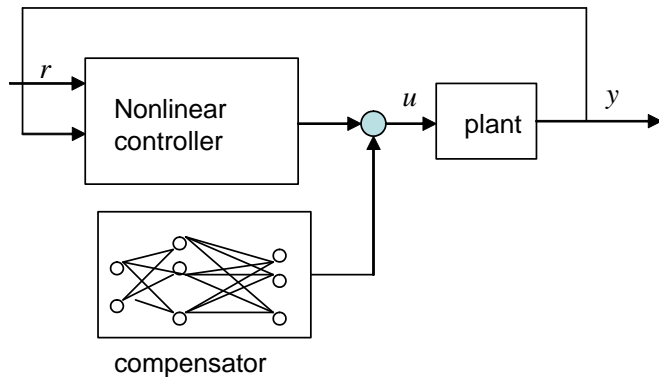 r
Nonlinear
controller
u
plant
y
compensator